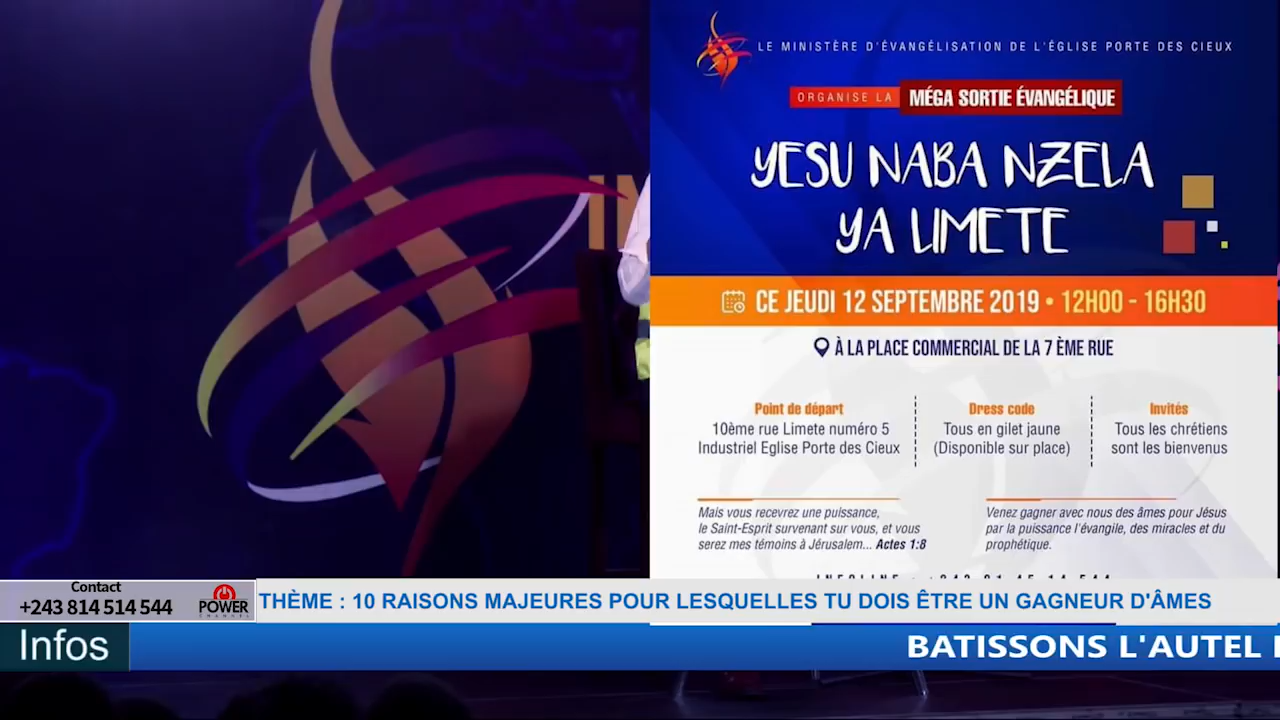 LE MINISTÈRE D'ÉVANGÉLISATION DE L'ÉGLISE PORTE DES CIEUX
ORGANISE LA MÉGA SORTIE ÉVANGÉLIQUE
YESU NABA NZELA
YA LIMETE
CE JEUDI 12 SEPTEMBRE 2019 • 12H00 - 16H30
À LA PLACE COMMERCIAL DE LA 7 ÈME RUE
Point de départ
10ème rue Limete numéro 5
Industriel Eglise Porte des Cieux
Dress code
Tous en gilet jaune
(Disponible sur place)
Invités
Tous les chrétiens
sont les bienvenus
Mais vous recevrez une puissance,
le Saint-Esprit survenant sur vous, et vous
serez mes témoins à Jérusalem... Actes 1:8
Venez gagner avec nous des âmes pour Jésus
par la puissance l'évangile, des miracles et du
prophétique.
Contact
+243 814 514 544
POWER
CHANNEL
THÈME : 10 RAISONS MAJEURES POUR LESQUELLES TU DOIS ÊTRE UN GAGNEUR D'ÂMES
Infos
BATISSONS L'AUTEL